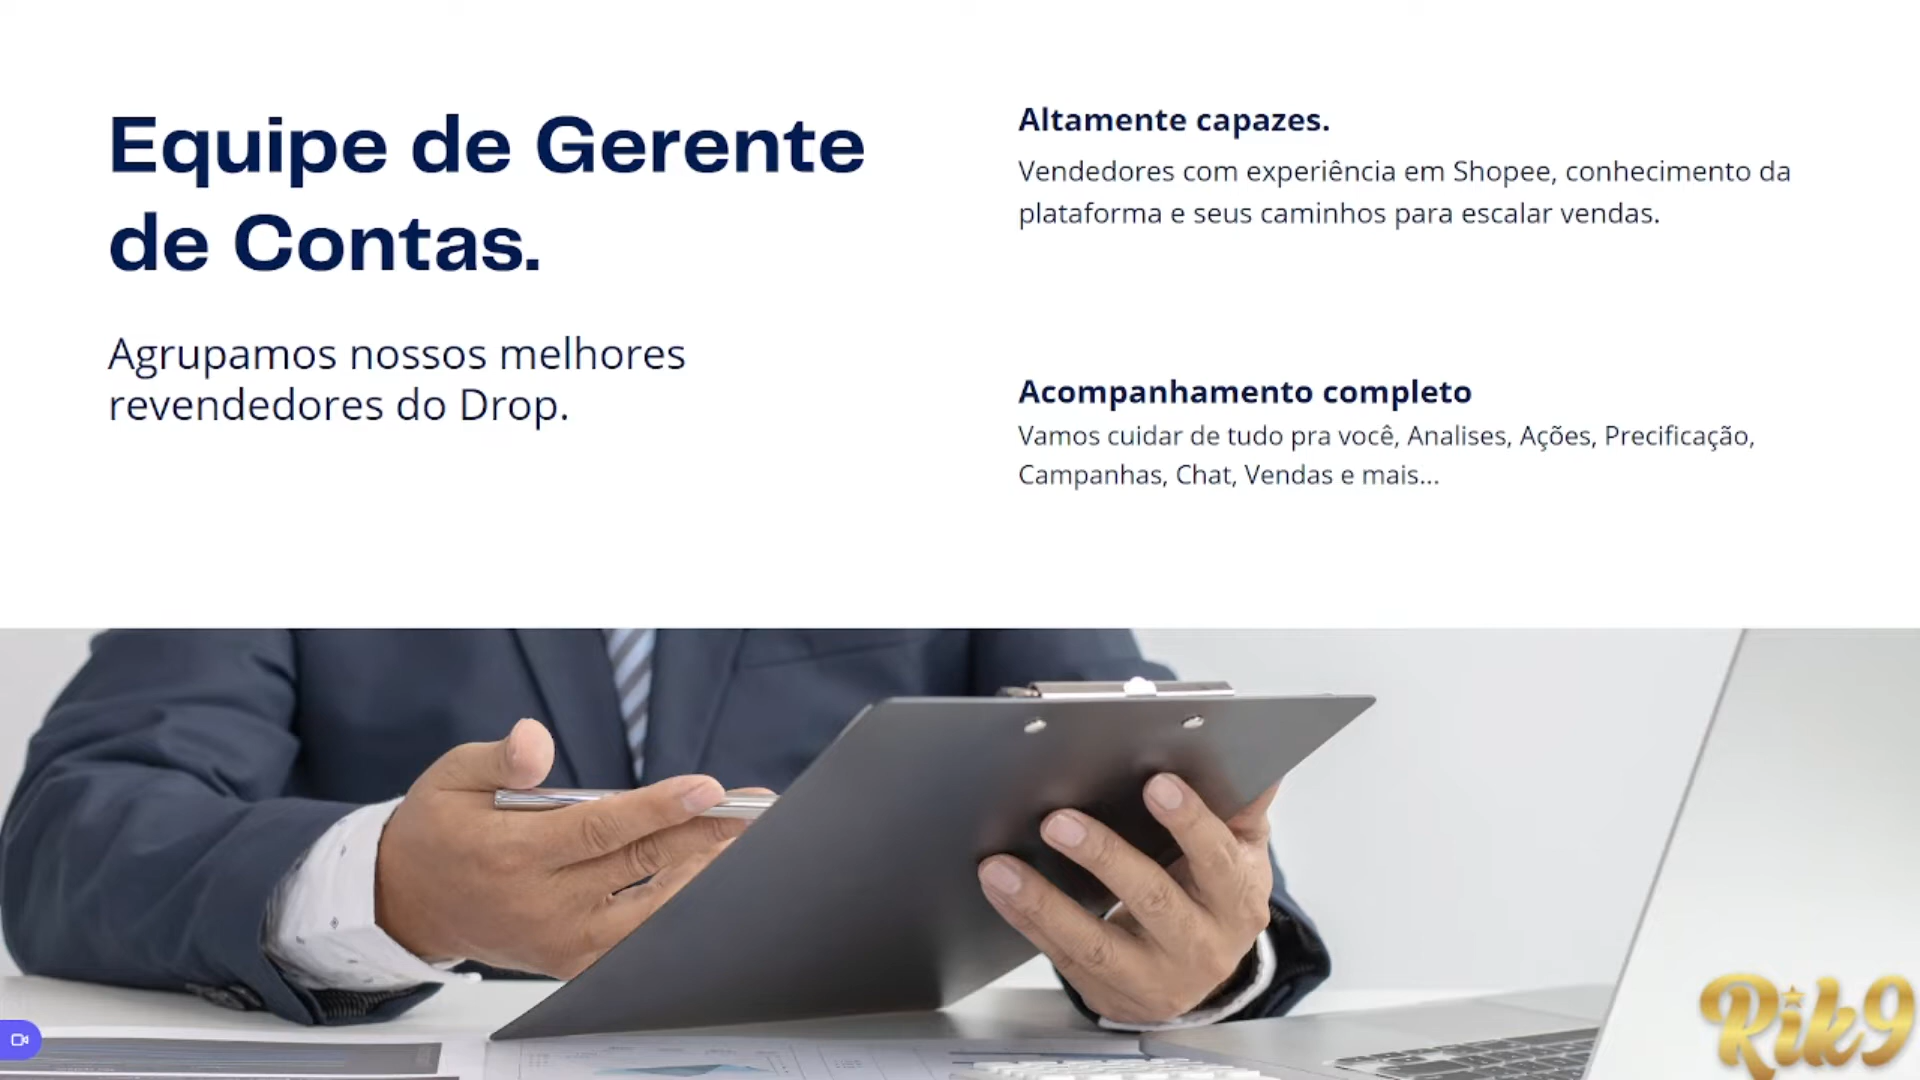 Equipe de Gerente
de Contas.
Agrupamos nossos melhores
revendedores do Drop.
Altamente capazes.
Vendedores com experiência em Shopee, conhecimento da
plataforma e seus caminhos para escalar vendas.
Acompanhamento completo
Vamos cuidar de tudo pra você, Analises, Ações, Precificação,
Campanhas, Chat, Vendas e mais...
Rik9